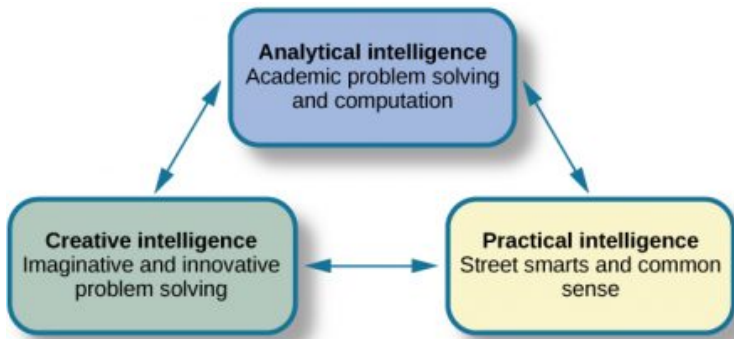 Analytical intelligence
Academic problem solving
and computation
Creative intelligence
Imaginative and innovative
problem solving
Practical intelligence
Street smarts and common
sense